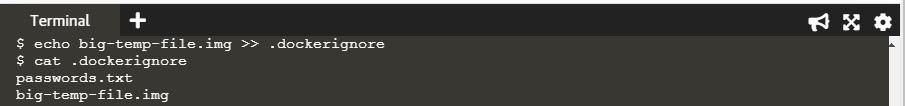 Terminal +
$ echo big-temp-file.img >> .dockerignore
$ cat .dockerignore
passwords.txt
big-temp-file.img